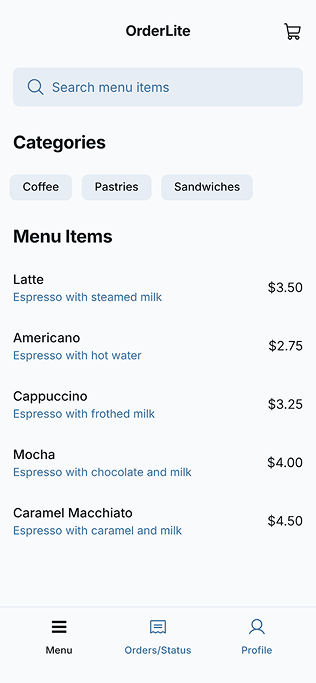 OrderLite
Search menu items
Categories
Coffee
Pastries
Sandwiches
Menu Items
Latte
$3.50
Espresso with steamed milk
Americano
$2.75
Espresso with hot water
Cappuccino
$3.25
Espresso with frothed milk
Mocha
$4.00
Espresso with chocolate and milk
Caramel Macchiato
$4.50
Espresso with caramel and milk
Menu
Orders/Status
Profile